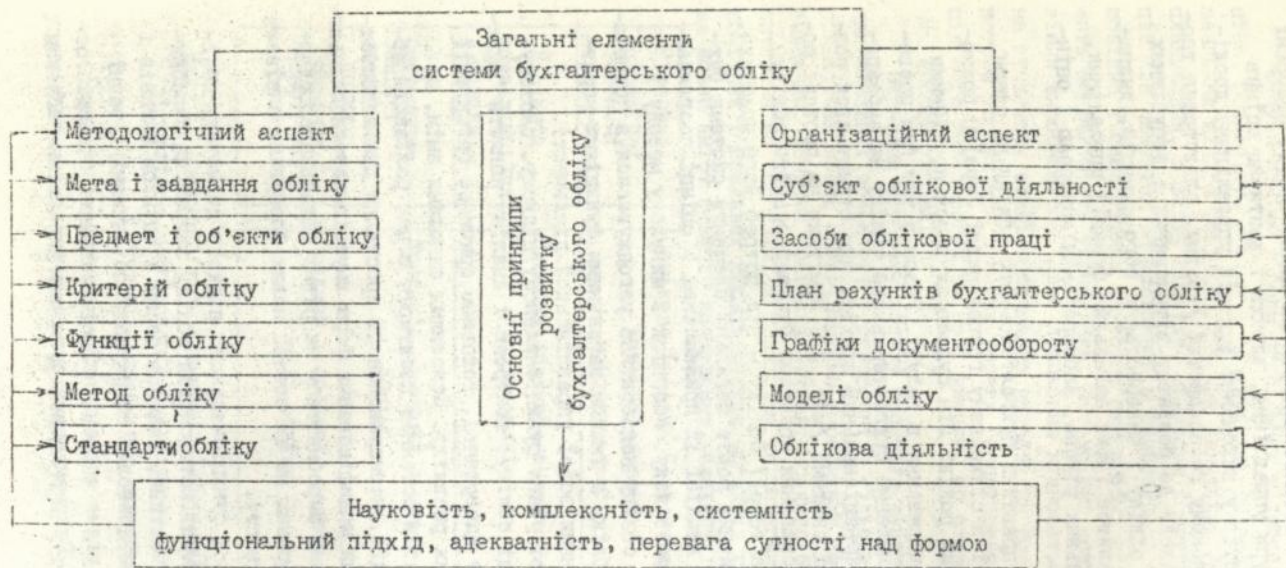 Загальні елементи
системи бухгалтерського обліку
Методологічний аспект
Мета і завдання обліку
Предмет і об'єкти обліку
Критерій обліку
Функції обліку
Метод обліку
Стандарти обліку
Основні принципи
розвитку
бухгалтерського обліку
Організаційний аспект
Суб'єкт облікової діяльності
Засоби облікової праці
План рахунків бухгалтерського обліку
Графіки документообороту
Моделі обліку
Облікова діяльність
Науковість, комплексність, системність
функціональний підхід, адекватність, перевага сутності над формою